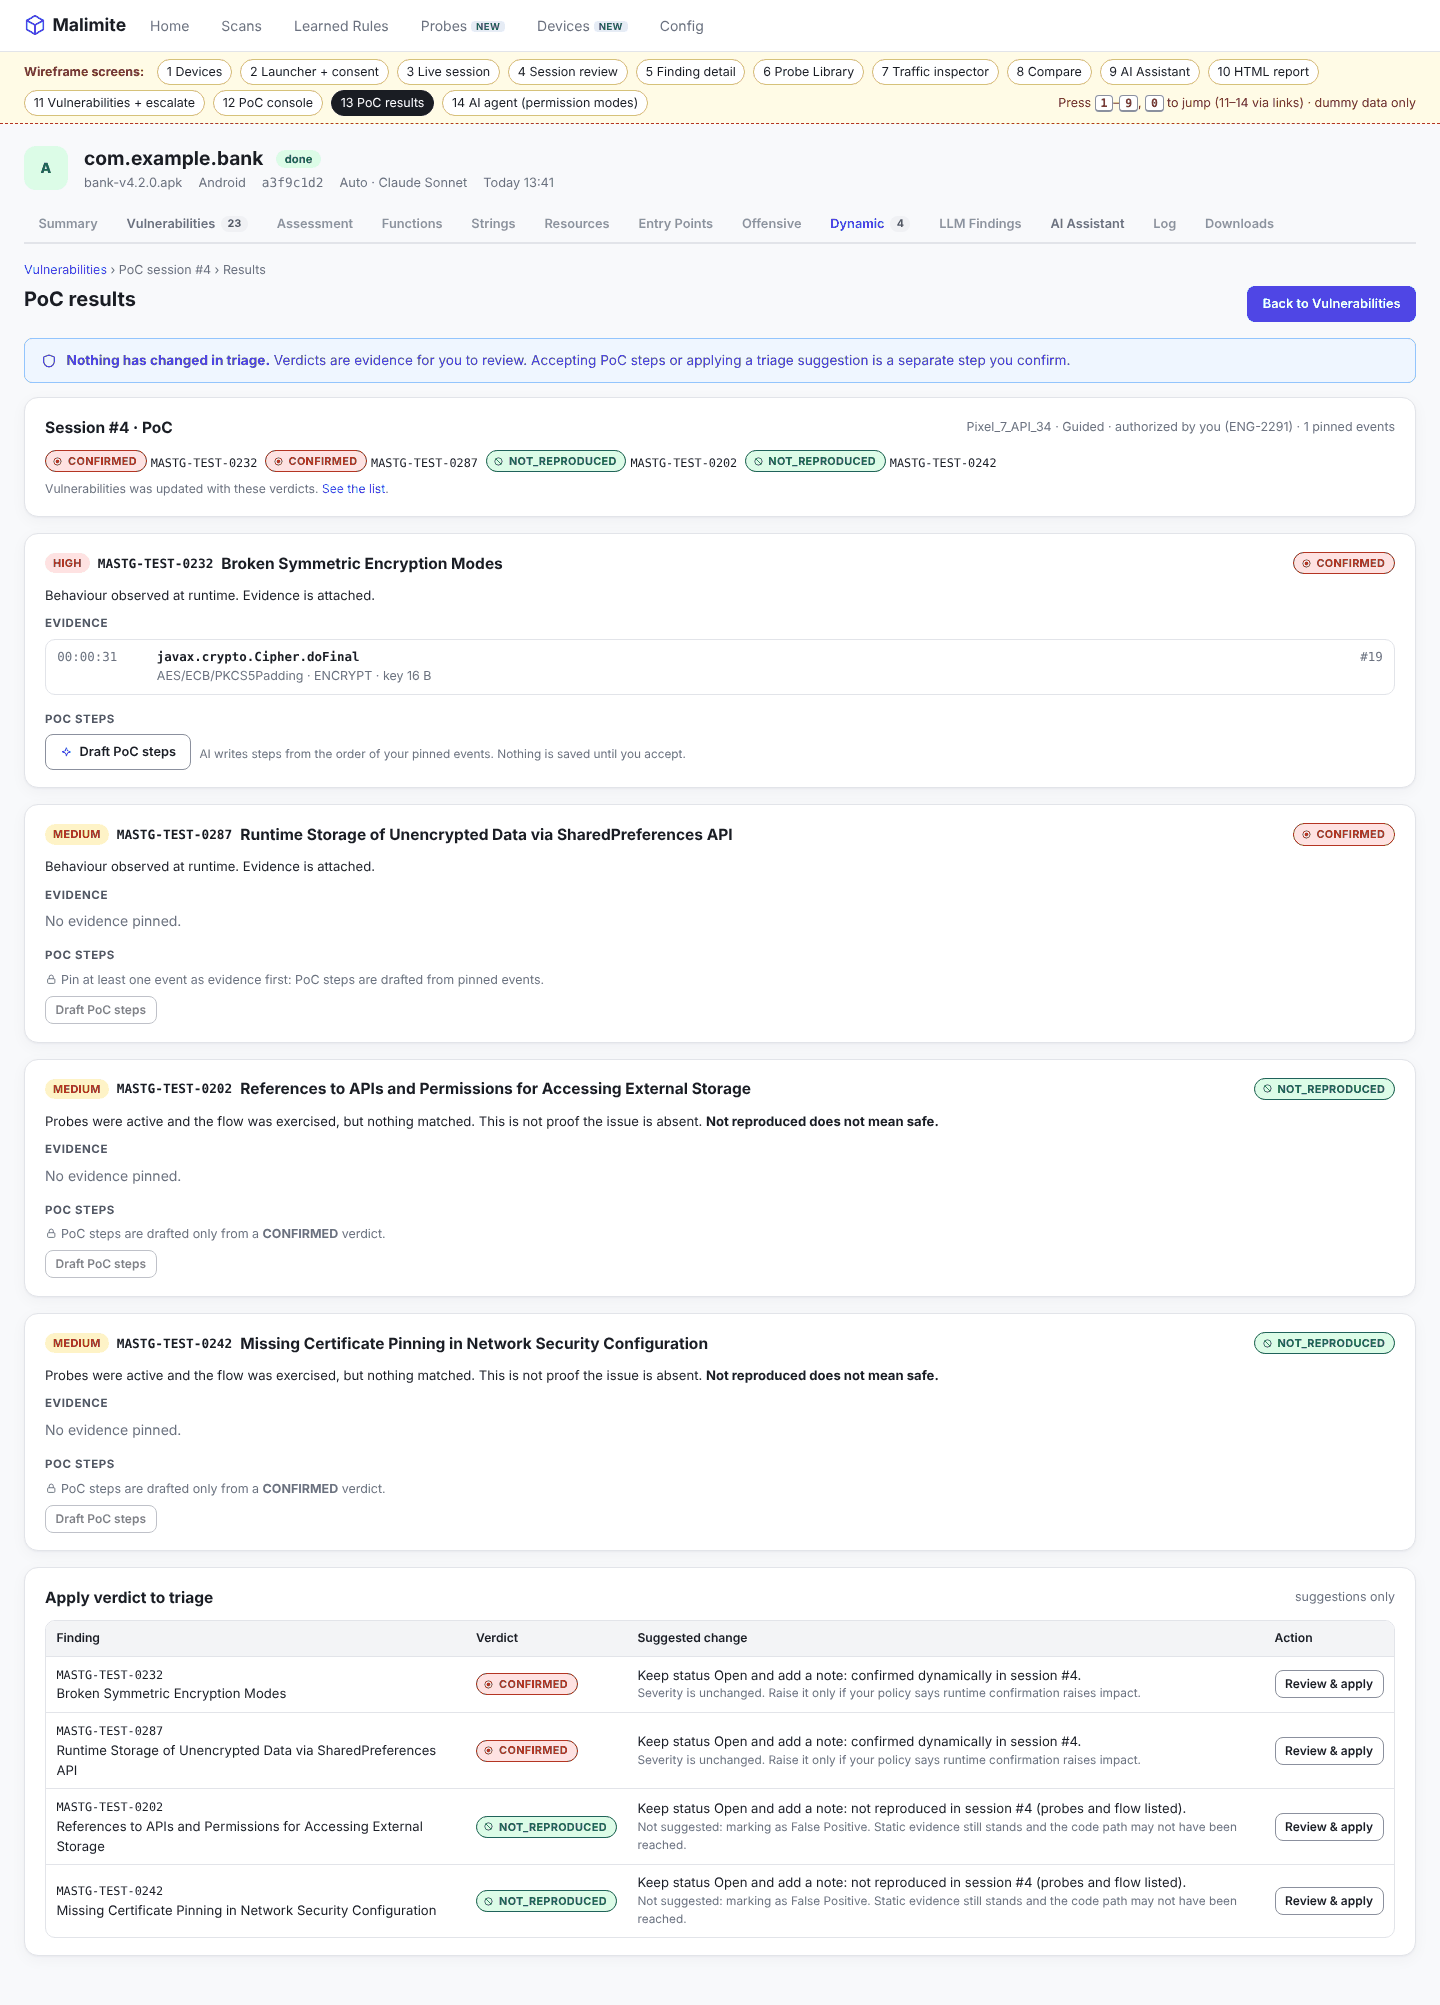 Malimite Home Scans Learned Rules Probes NEW Devices NEW Config
Wireframe screens: 1 Devices 2 Launcher + consent 3 Live session 4 Session review 5 Finding detail 6 Probe Library 7 Traffic inspector 8 Compare 9 AI Assistant 10 HTML report
11 Vulnerabilities + escalate 12 PoC console 13 PoC results 14 AI agent (permission modes) Press 1–9, 0 to jump (11–14 via links) · dummy data only
A
com.example.bank done
bank-v4.2.0.apk Android a3f9c1d2 Auto · Claude Sonnet Today 13:41
Summary Vulnerabilities 23 Assessment Functions Strings Resources Entry Points Offensive Dynamic 4 LLM Findings AI Assistant Log Downloads
Vulnerabilities › PoC session #4 › Results
PoC results
Back to Vulnerabilities
Nothing has changed in triage. Verdicts are evidence for you to review. Accepting PoC steps or applying a triage suggestion is a separate step you confirm.
Session #4 · PoC Pixel_7_API_34 · Guided · authorized by you (ENG-2291) · 1 pinned events
CONFIRMED MASTG-TEST-0232 CONFIRMED MASTG-TEST-0287 NOT_REPRODUCED MASTG-TEST-0202 NOT_REPRODUCED MASTG-TEST-0242
Vulnerabilities was updated with these verdicts. See the list.
HIGH MASTG-TEST-0232 Broken Symmetric Encryption Modes CONFIRMED
Behaviour observed at runtime. Evidence is attached.
EVIDENCE
00:00:31 javax.crypto.Cipher.doFinal #19
AES/ECB/PKCS5Padding · ENCRYPT · key 16 B
POC STEPS
Draft PoC steps AI writes steps from the order of your pinned events. Nothing is saved until you accept.
MEDIUM MASTG-TEST-0287 Runtime Storage of Unencrypted Data via SharedPreferences API CONFIRMED
Behaviour observed at runtime. Evidence is attached.
EVIDENCE
No evidence pinned.
POC STEPS
Pin at least one event as evidence first: PoC steps are drafted from pinned events.
Draft PoC steps
MEDIUM MASTG-TEST-0202 References to APIs and Permissions for Accessing External Storage NOT_REPRODUCED
Probes were active and the flow was exercised, but nothing matched. This is not proof the issue is absent. Not reproduced does not mean safe.
EVIDENCE
No evidence pinned.
POC STEPS
PoC steps are drafted only from a CONFIRMED verdict.
Draft PoC steps
MEDIUM MASTG-TEST-0242 Missing Certificate Pinning in Network Security Configuration NOT_REPRODUCED
Probes were active and the flow was exercised, but nothing matched. This is not proof the issue is absent. Not reproduced does not mean safe.
EVIDENCE
No evidence pinned.
POC STEPS
PoC steps are drafted only from a CONFIRMED verdict.
Draft PoC steps
Apply verdict to triage suggestions only
Finding Verdict Suggested change Action
MASTG-TEST-0232
Broken Symmetric Encryption Modes
CONFIRMED
Keep status Open and add a note: confirmed dynamically in session #4.
Severity is unchanged. Raise it only if your policy says runtime confirmation raises impact.
Review & apply
MASTG-TEST-0287
Runtime Storage of Unencrypted Data via SharedPreferences
API
CONFIRMED
Keep status Open and add a note: confirmed dynamically in session #4.
Severity is unchanged. Raise it only if your policy says runtime confirmation raises impact.
Review & apply
MASTG-TEST-0202
References to APIs and Permissions for Accessing External
Storage
NOT_REPRODUCED
Keep status Open and add a note: not reproduced in session #4 (probes and flow listed).
Not suggested: marking as False Positive. Static evidence still stands and the code path may not have been
reached.
Review & apply
MASTG-TEST-0242
Missing Certificate Pinning in Network Security Configuration
NOT_REPRODUCED
Keep status Open and add a note: not reproduced in session #4 (probes and flow listed).
Not suggested: marking as False Positive. Static evidence still stands and the code path may not have been
reached.
Review & apply